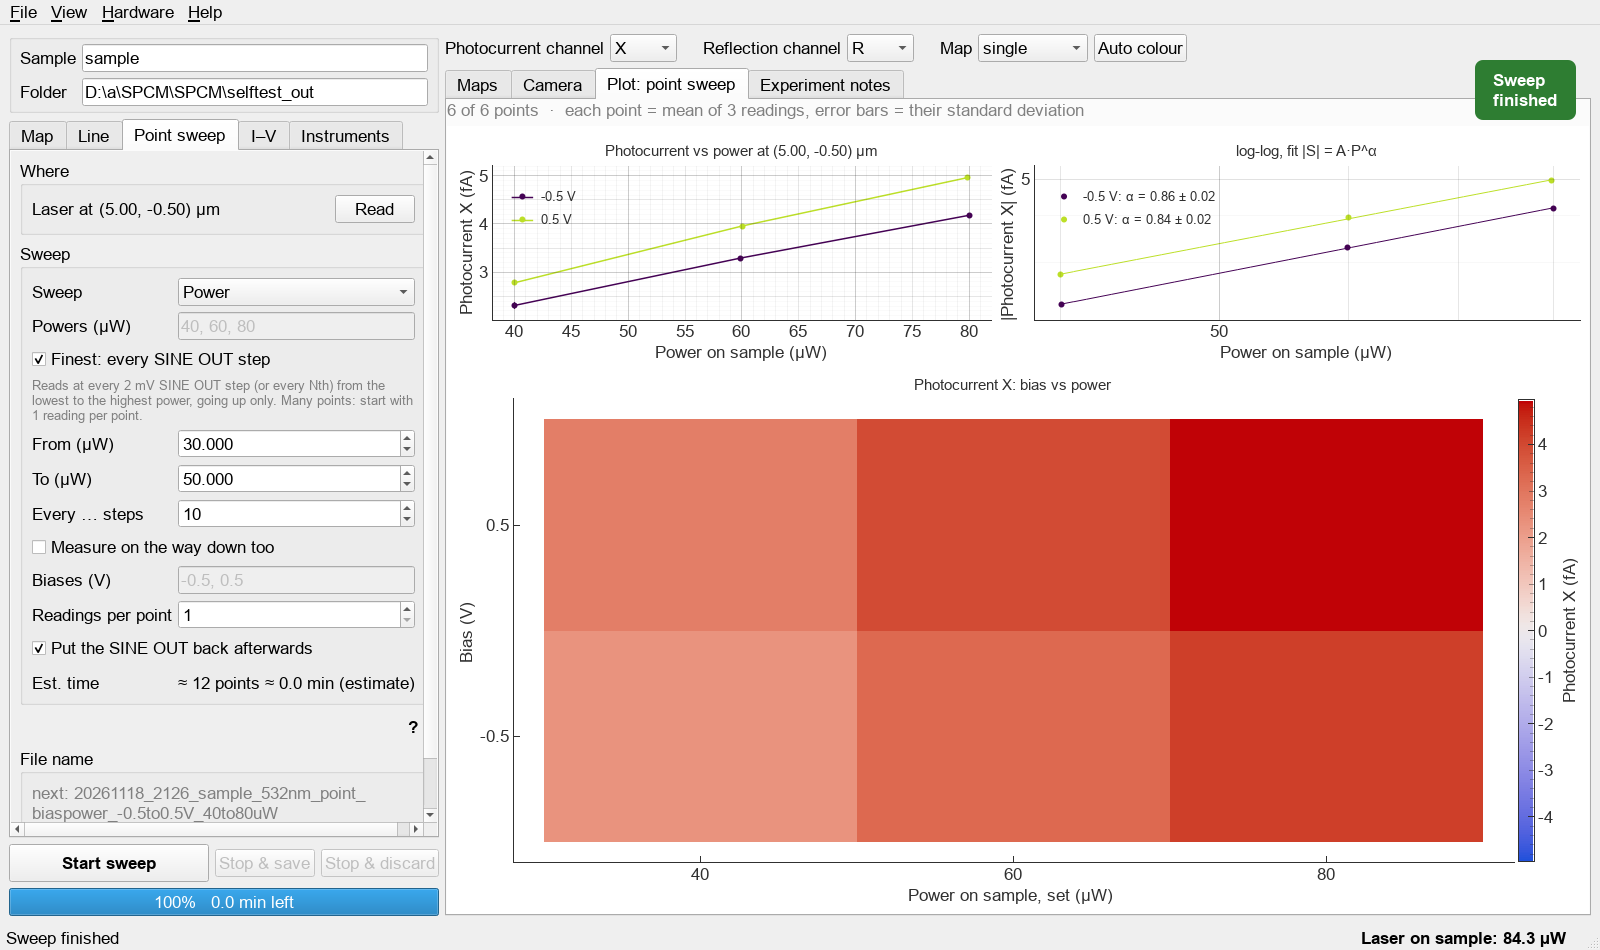 File View Hardware Help
Sample sample
Folder D:\a\SPCM\SPCM\selftest_out
Map Line Point sweep I–V Instruments
Where
Laser at (5.00, -0.50) µm Read
Sweep
Sweep Power
Powers (µW) 40, 60, 80
Finest: every SINE OUT step
Reads at every 2 mV SINE OUT step (or every Nth) from the
lowest to the highest power, going up only. Many points: start with
1 reading per point.
From (µW) 30.000
To (µW) 50.000
Every … steps 10
Measure on the way down too
Biases (V) -0.5, 0.5
Readings per point 1
Put the SINE OUT back afterwards
Est. time ≈ 12 points ≈ 0.0 min (estimate)
?
File name
next: 20261118_2126_sample_532nm_point_
biaspower_-0.5to0.5V_40to80uW
Start sweep Stop & save Stop & discard
100% 0.0 min left
Sweep finished
Photocurrent channel X Reflection channel R Map single Auto colour
Maps Camera Plot: point sweep Experiment notes
Sweep
finished
6 of 6 points · each point = mean of 3 readings, error bars = their standard deviation
Photocurrent vs power at (5.00, -0.50) µm
Photocurrent X (fA)
5
4
3
-0.5 V
0.5 V
40 45 50 55 60 65 70 75 80
Power on sample (µW)
log-log, fit |S| = A·P^α
|Photocurrent X| (fA)
5
-0.5 V: α = 0.86 ± 0.02
0.5 V: α = 0.84 ± 0.02
50
Power on sample (µW)
Photocurrent X: bias vs power
Bias (V)
0.5
-0.5
40 60 80
Power on sample, set (µW)
4
3
2
1
0
-1
-2
-3
-4
Photocurrent X (fA)
Laser on sample: 84.3 µW